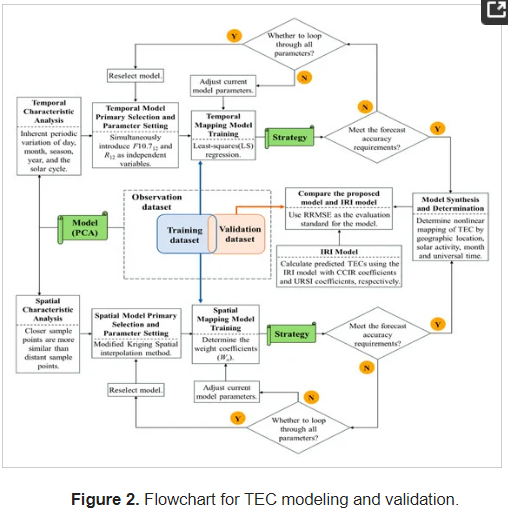 Y
Whether to loop
through all
parameters?
Reselect model.
N
Adjust current
model parameters.
Temporal
Characteristic
Analysis
Inherent periodic
variation of day,
month, season,
year, and the
solar cycle.
Temporal Model
Primary Selection and
Parameter Setting
Simultaneously
introduce F10.7₁₂ and
R₁₂ as independent
variables.
Temporal
Mapping Model
Training
Least-squares(LS)
regression.
Strategy
N
Meet the forecast
accuracy
requirements?
Y
Model
(PCA)
Observation
dataset
Training
dataset
Validation
dataset
Compare the proposed
model and IRI model
Use RRMSE as the evaluation
standard for the model.
IRI Model
Calculate predicted TECs using the
IRI model with CCIR coefficients
and URSI coefficients, respectively.
Model Synthesis
and Determination
Determine nonlinear
mapping of TEC by
geographic location,
solar activity, month
and universal time.
Spatial
Characteristic
Analysis
Closer sample
points are more
similar than
distant sample
points.
Spatial Model Primary
Selection and
Parameter Setting
Modified Kriging Spatial
interpolation method.
Spatial
Mapping Model
Training
Determine the
weight coefficients
Strategy
Meet the forecast
accuracy
requirements?
Y
N
Reselect model.
Adjust current
model parameters.
N
Y
Whether to loop
through all
parameters?
Figure 2. Flowchart for TEC modeling and validation.